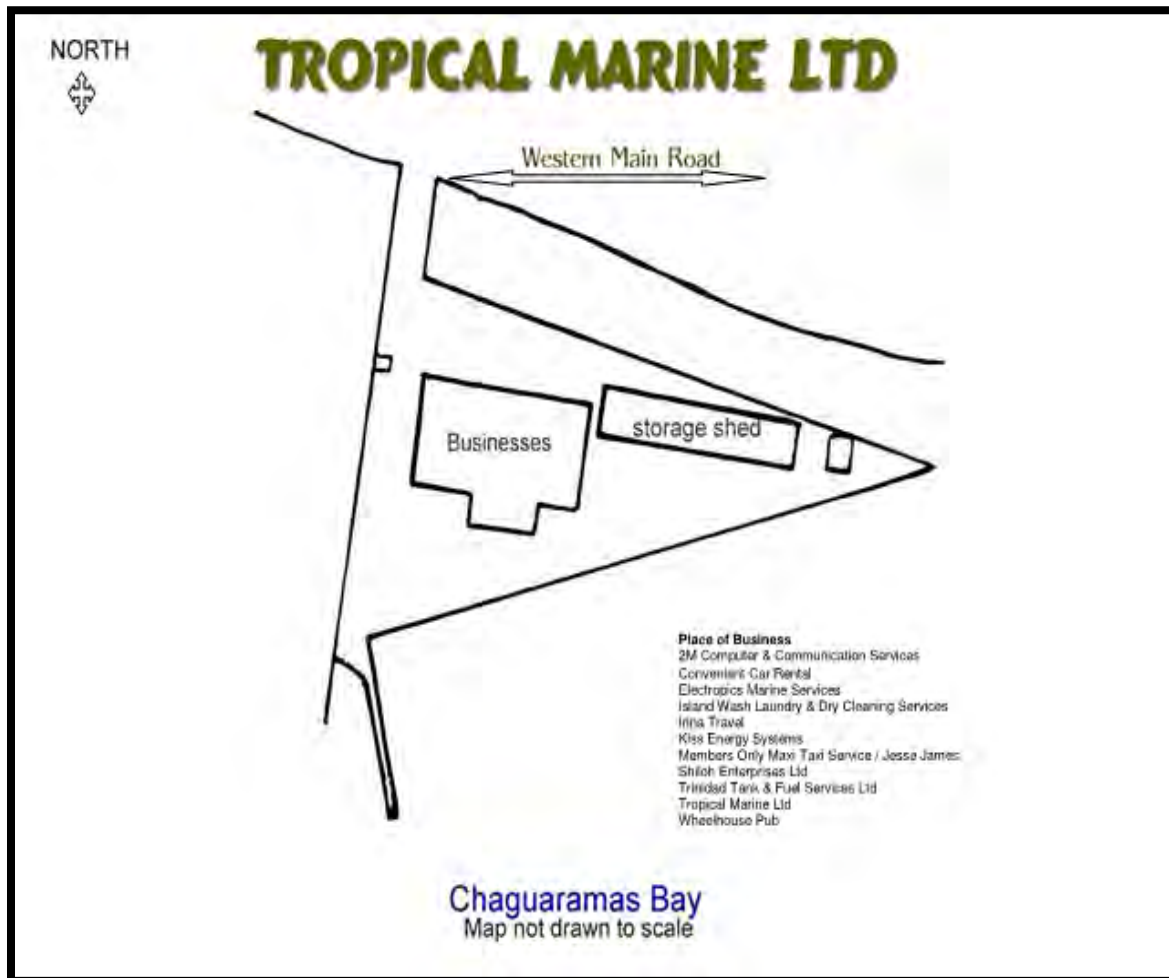 NORTH
TROPICAL MARINE LTD
Western Main Road
Businesses
storage shed
Place of Business
2M Computer & Communication Services
Convenient Car Rental
Electropics Marine Services
Island Wash Laundry & Dry Cleaning Services
Irina Travel
Kiss Energy Systems
Members Only Maxi Taxi Service / Jesse James
Shiloh Enterprises Ltd
Trinidad Tank & Fuel Services Ltd
Tropical Marine Ltd
Wheelhouse Pub
Chaguaramas Bay
Map not drawn to scale